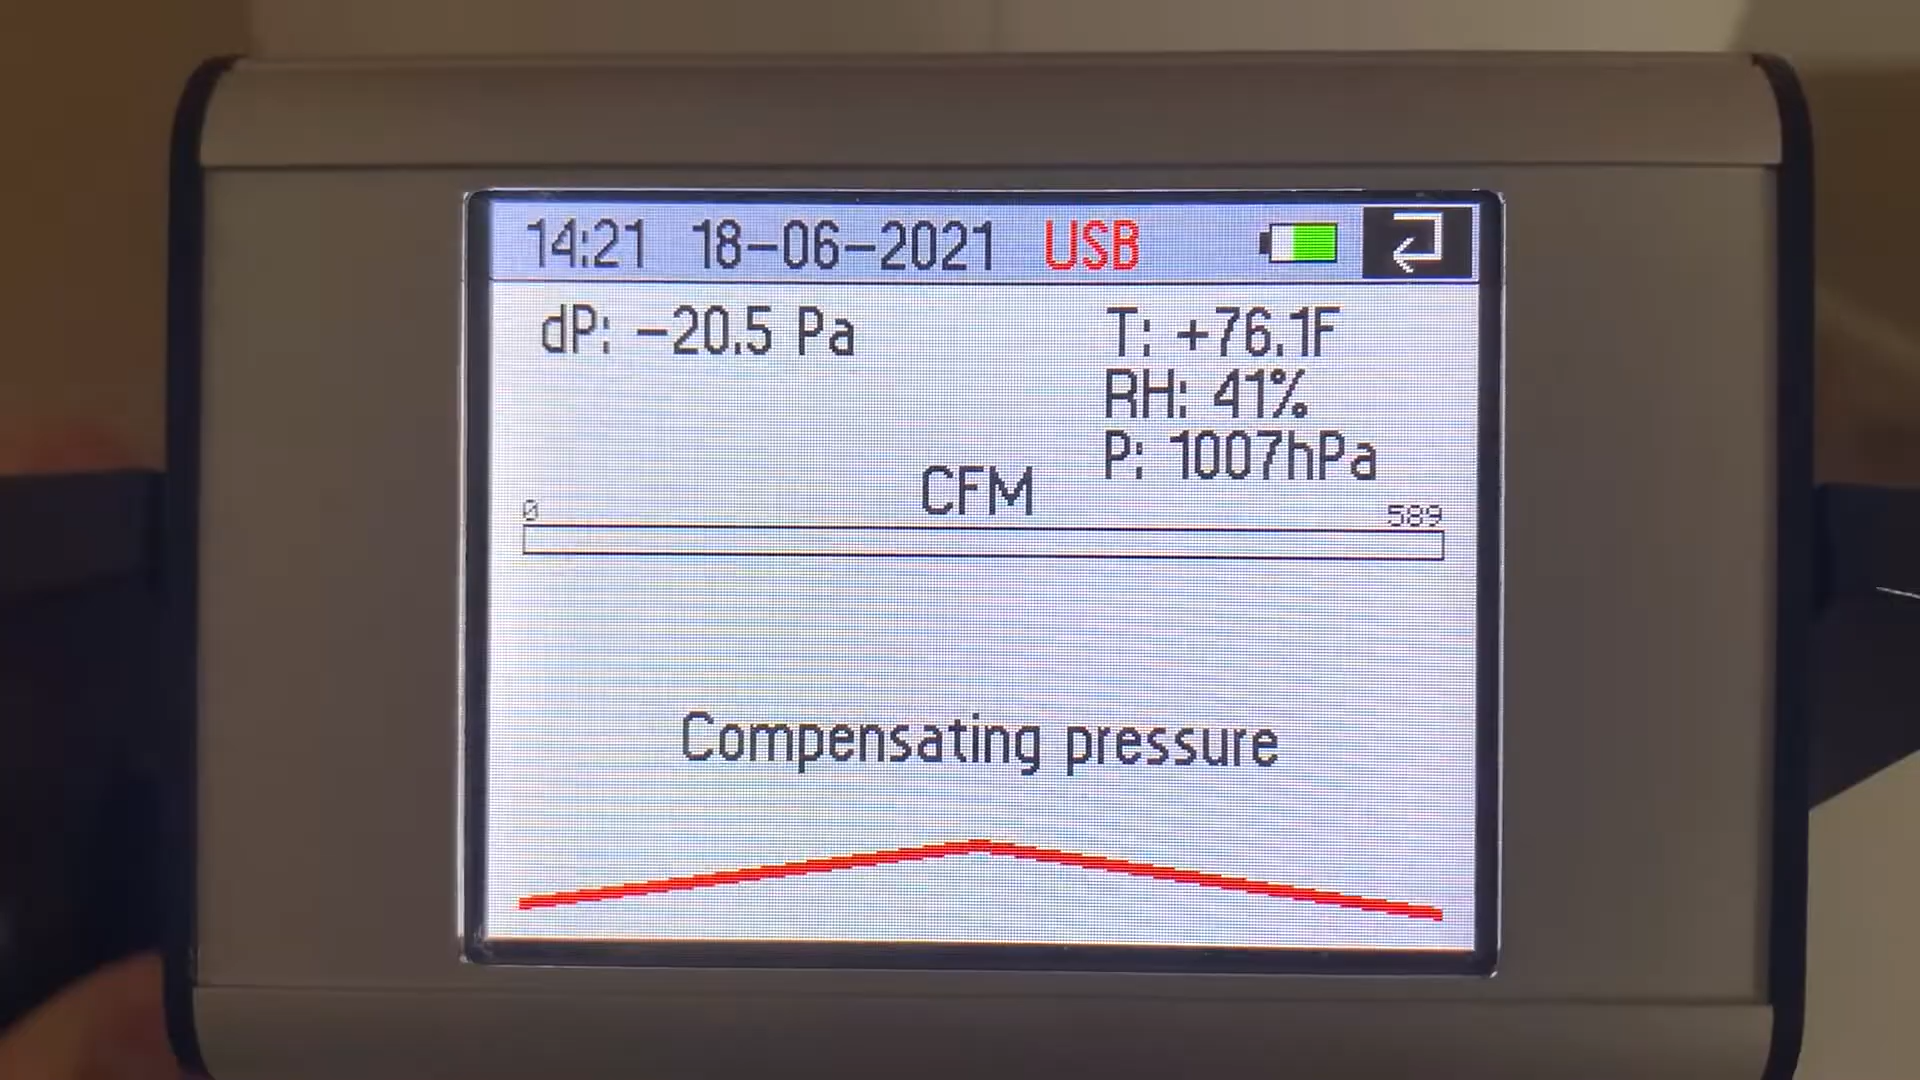 14:21 18-06-2021 USB
dP: -20.5 Pa
T: +76.1F
RH: 41%
P: 1007hPa
CFM
0 589
Compensating pressure